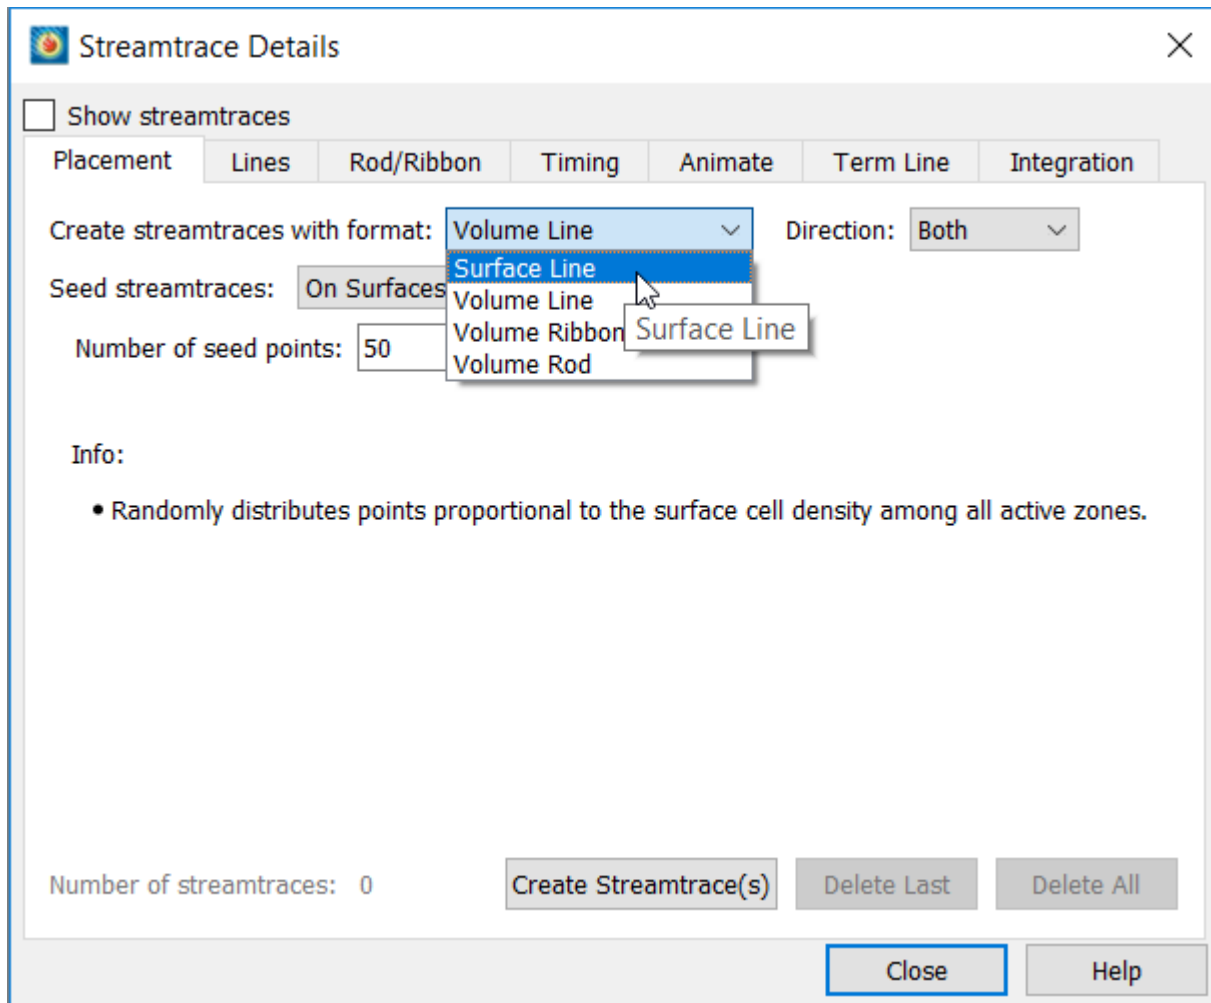 Streamtrace Details
Show streamtraces
Placement Lines Rod/Ribbon Timing Animate Term Line Integration
Create streamtraces with format: Volume Line Direction: Both
Surface Line
Seed streamtraces: On Surfaces
Volume Line
Volume Ribbon
Surface Line
Number of seed points: 50
Volume Rod
Info:
• Randomly distributes points proportional to the surface cell density among all active zones.
Number of streamtraces: 0 Create Streamtrace(s) Delete Last Delete All
Close Help